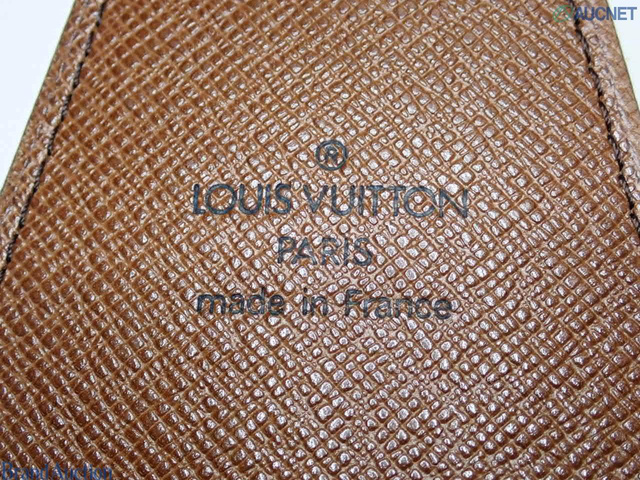 AUCNET
®
LOUIS VUITTON
PARIS
made in France
Brand Auction